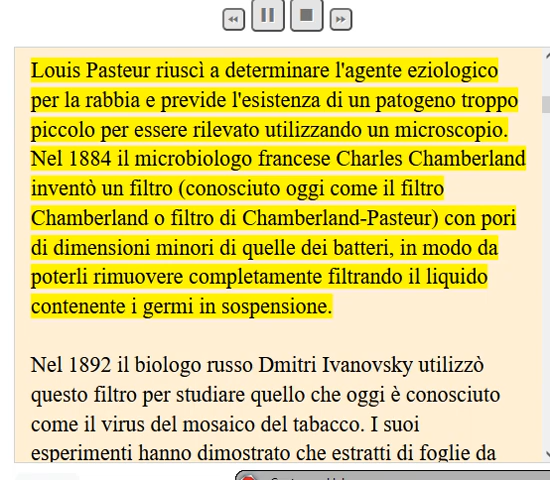 Louis Pasteur riuscì a determinare l'agente eziologico
per la rabbia e previde l'esistenza di un patogeno troppo
piccolo per essere rilevato utilizzando un microscopio.
Nel 1884 il microbiologo francese Charles Chamberland
inventò un filtro (conosciuto oggi come il filtro
Chamberland o filtro di Chamberland-Pasteur) con pori
di dimensioni minori di quelle dei batteri, in modo da
poterli rimuovere completamente filtrando il liquido
contenente i germi in sospensione.
Nel 1892 il biologo russo Dmitri Ivanovsky utilizzò
questo filtro per studiare quello che oggi è conosciuto
come il virus del mosaico del tabacco. I suoi
esperimenti hanno dimostrato che estratti di foglie da